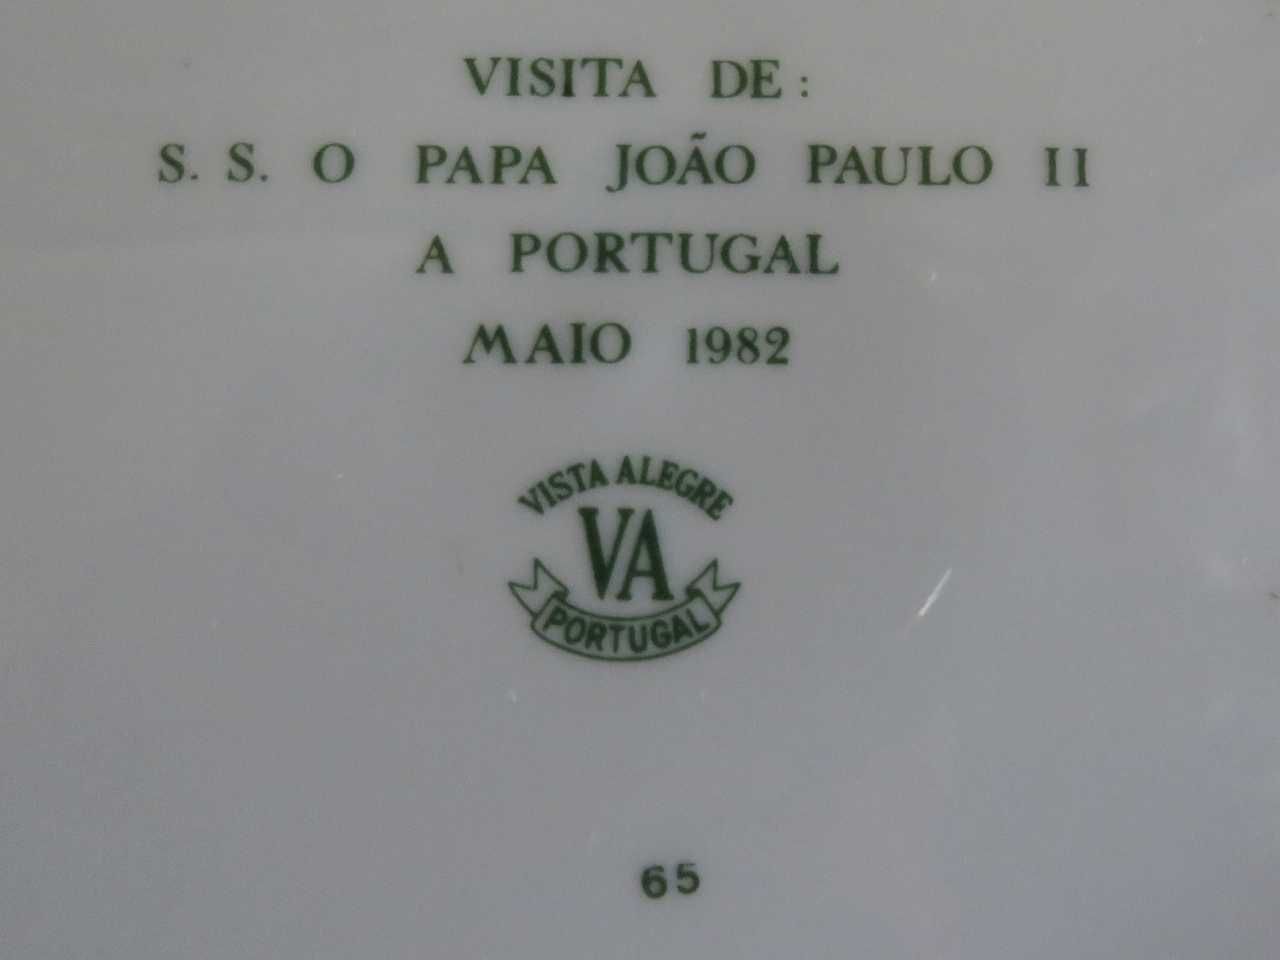 VISITA DE:
S. S. O PAPA JOÃO PAULO II
A PORTUGAL
MAIO 1982
VISTA ALEGRE
VA
PORTUGAL
65